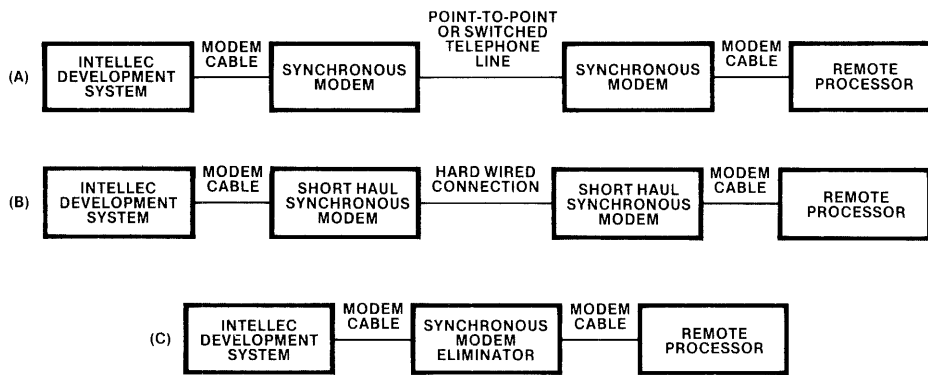 POINT-TO-POINT
OR SWITCHED
TELEPHONE
LINE
MODEM
CABLE
MODEM
CABLE
(A)
INTELLEC
DEVELOPMENT
SYSTEM
SYNCHRONOUS
MODEM
SYNCHRONOUS
MODEM
REMOTE
PROCESSOR
MODEM
CABLE
HARD WIRED
CONNECTION
MODEM
CABLE
(B)
INTELLEC
DEVELOPMENT
SYSTEM
SHORT HAUL
SYNCHRONOUS
MODEM
SHORT HAUL
SYNCHRONOUS
MODEM
REMOTE
PROCESSOR
MODEM
CABLE
MODEM
CABLE
(C)
INTELLEC
DEVELOPMENT
SYSTEM
SYNCHRONOUS
MODEM
ELIMINATOR
REMOTE
PROCESSOR